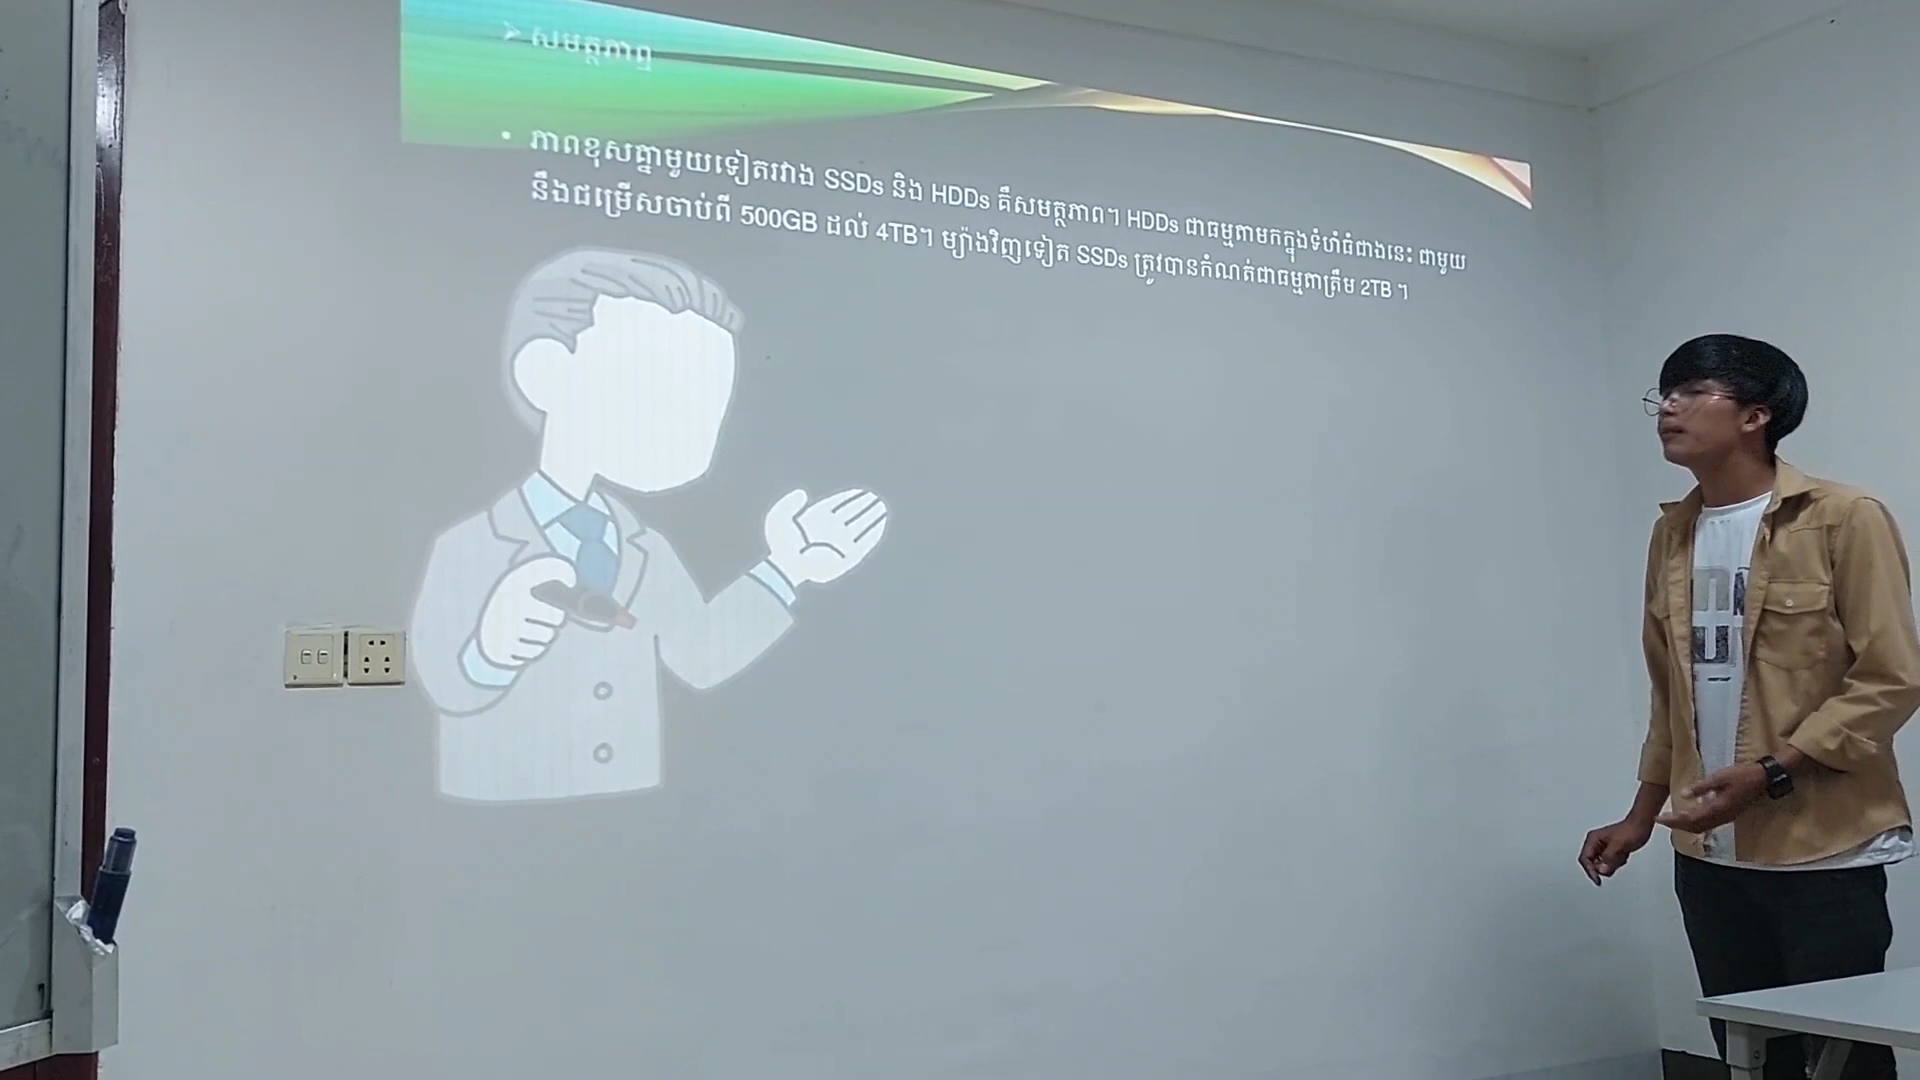 ➤ សមត្ថភាព
• ភាពខុសគ្នាមួយទៀតរវាង SSDs និង HDDs គឺសមត្ថភាព។ HDDs ជាធម្មតាមកក្នុងទំហំធំជាងនេះ ជាមួយ
នឹងជម្រើសចាប់ពី 500GB ដល់ 4TB។ ម្យ៉ាងវិញទៀត SSDs ត្រូវបានកំណត់ជាធម្មតាត្រឹម 2TB ។